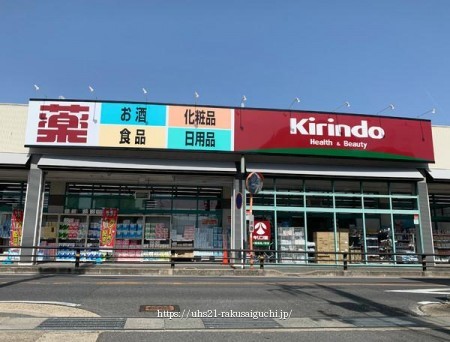 薬
お酒
化粧品
食品
日用品
Kirindo
Health & Beauty
https://uhs21-rakusaiguchi.jp/